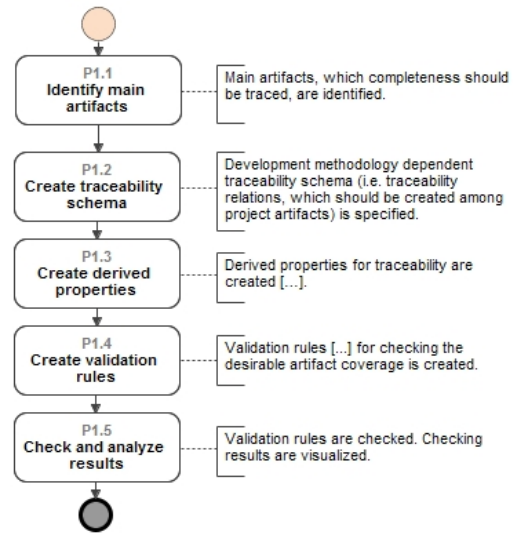 P1.1
Identify main
artifacts
Main artifacts, which completeness should
be traced, are identified.
P1.2
Create traceability
schema
Development methodology dependent
traceability schema (i.e. traceability
relations, which should be created among
project artifacts) is specified.
P1.3
Create derived
properties
Derived properties for traceability are
created [...].
P1.4
Create validation
rules
Validation rules [...] for checking the
desirable artifact coverage is created.
P1.5
Check and analyze
results
Validation rules are checked. Checking
results are visualized.